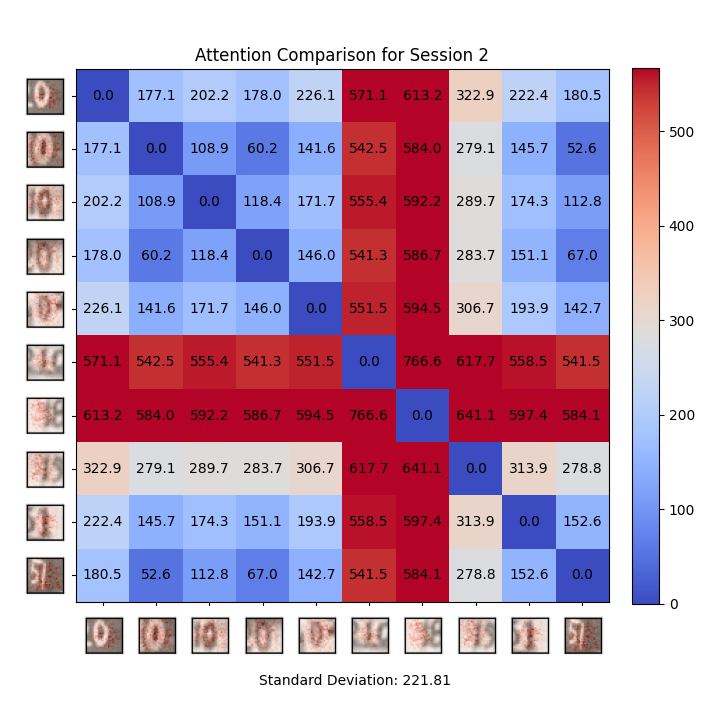 Attention Comparison for Session 2
0.0 177.1 202.2 178.0 226.1 571.1 613.2 322.9 222.4 180.5
177.1 0.0 108.9 60.2 141.6 542.5 584.0 279.1 145.7 52.6
202.2 108.9 0.0 118.4 171.7 555.4 592.2 289.7 174.3 112.8
178.0 60.2 118.4 0.0 146.0 541.3 586.7 283.7 151.1 67.0
226.1 141.6 171.7 146.0 0.0 551.5 594.5 306.7 193.9 142.7
571.1 542.5 555.4 541.3 551.5 0.0 766.6 617.7 558.5 541.5
613.2 584.0 592.2 586.7 594.5 766.6 0.0 641.1 597.4 584.1
322.9 279.1 289.7 283.7 306.7 617.7 641.1 0.0 313.9 278.8
222.4 145.7 174.3 151.1 193.9 558.5 597.4 313.9 0.0 152.6
180.5 52.6 112.8 67.0 142.7 541.5 584.1 278.8 152.6 0.0
500
400
300
200
100
0
Standard Deviation: 221.81